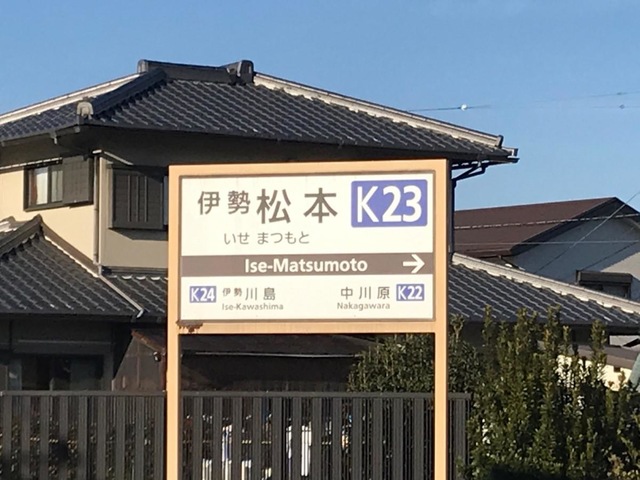 伊勢松本 K23
いせ まつもと
Ise-Matsumoto →
K24 伊勢川島 中川原 K22
Ise-Kawashima Nakagawara